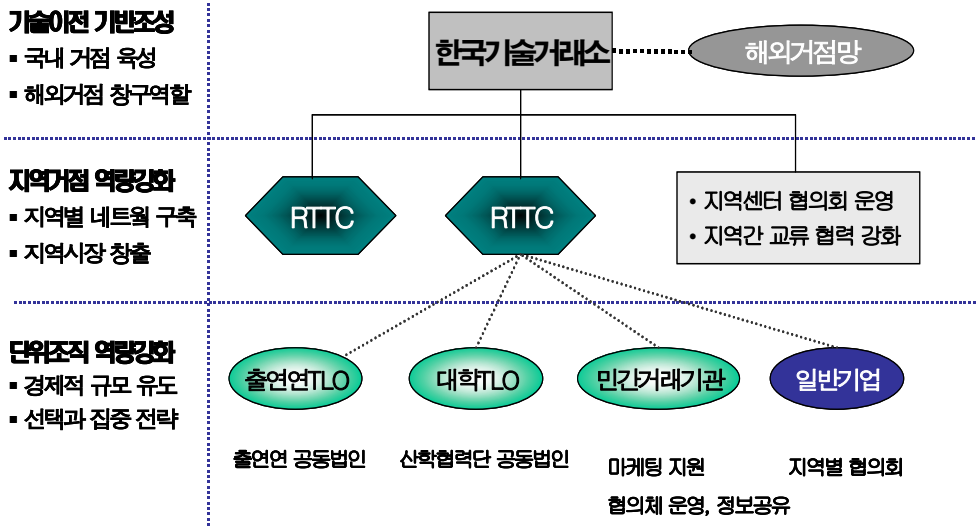 기술이전 기반조성
▪ 국내 거점 육성
▪ 해외거점 창구역할
한국기술거래소
해외거점망
지역거점 역량강화
▪ 지역별 네트웍 구축
▪ 지역시장 창출
RTTC
RTTC
• 지역센터 협의회 운영
• 지역간 교류 협력 강화
단위조직 역량강화
▪ 경제적 규모 유도
▪ 선택과 집중 전략
출연연TLO
대학TLO
민간거래기관
일반기업
출연연 공동법인
산학협력단 공동법인
마케팅 지원
협의체 운영, 정보공유
지역별 협의회